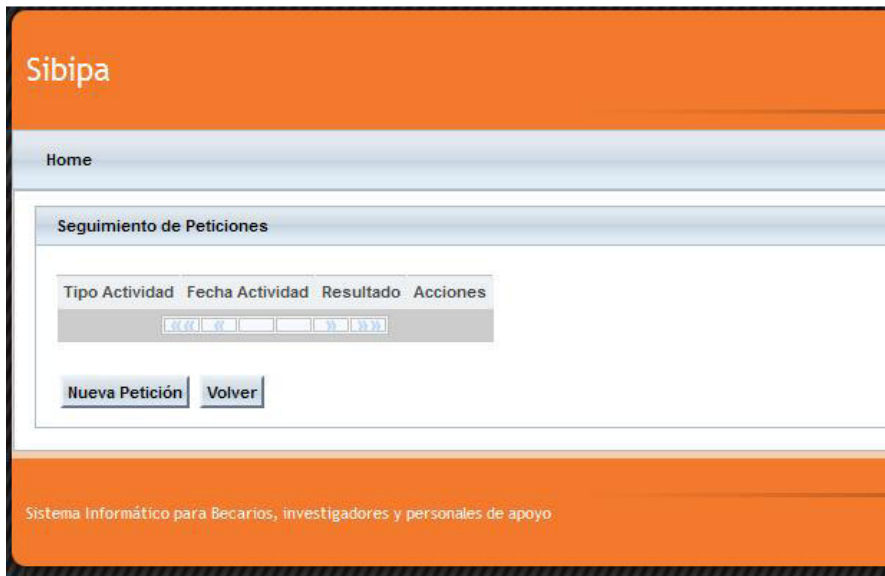 Sibipa
Home
Seguimiento de Peticiones
Tipo Actividad Fecha Actividad Resultado Acciones
«« « » »»
Nueva Petición Volver
Sistema Informático para Becarios, investigadores y personales de apoyo